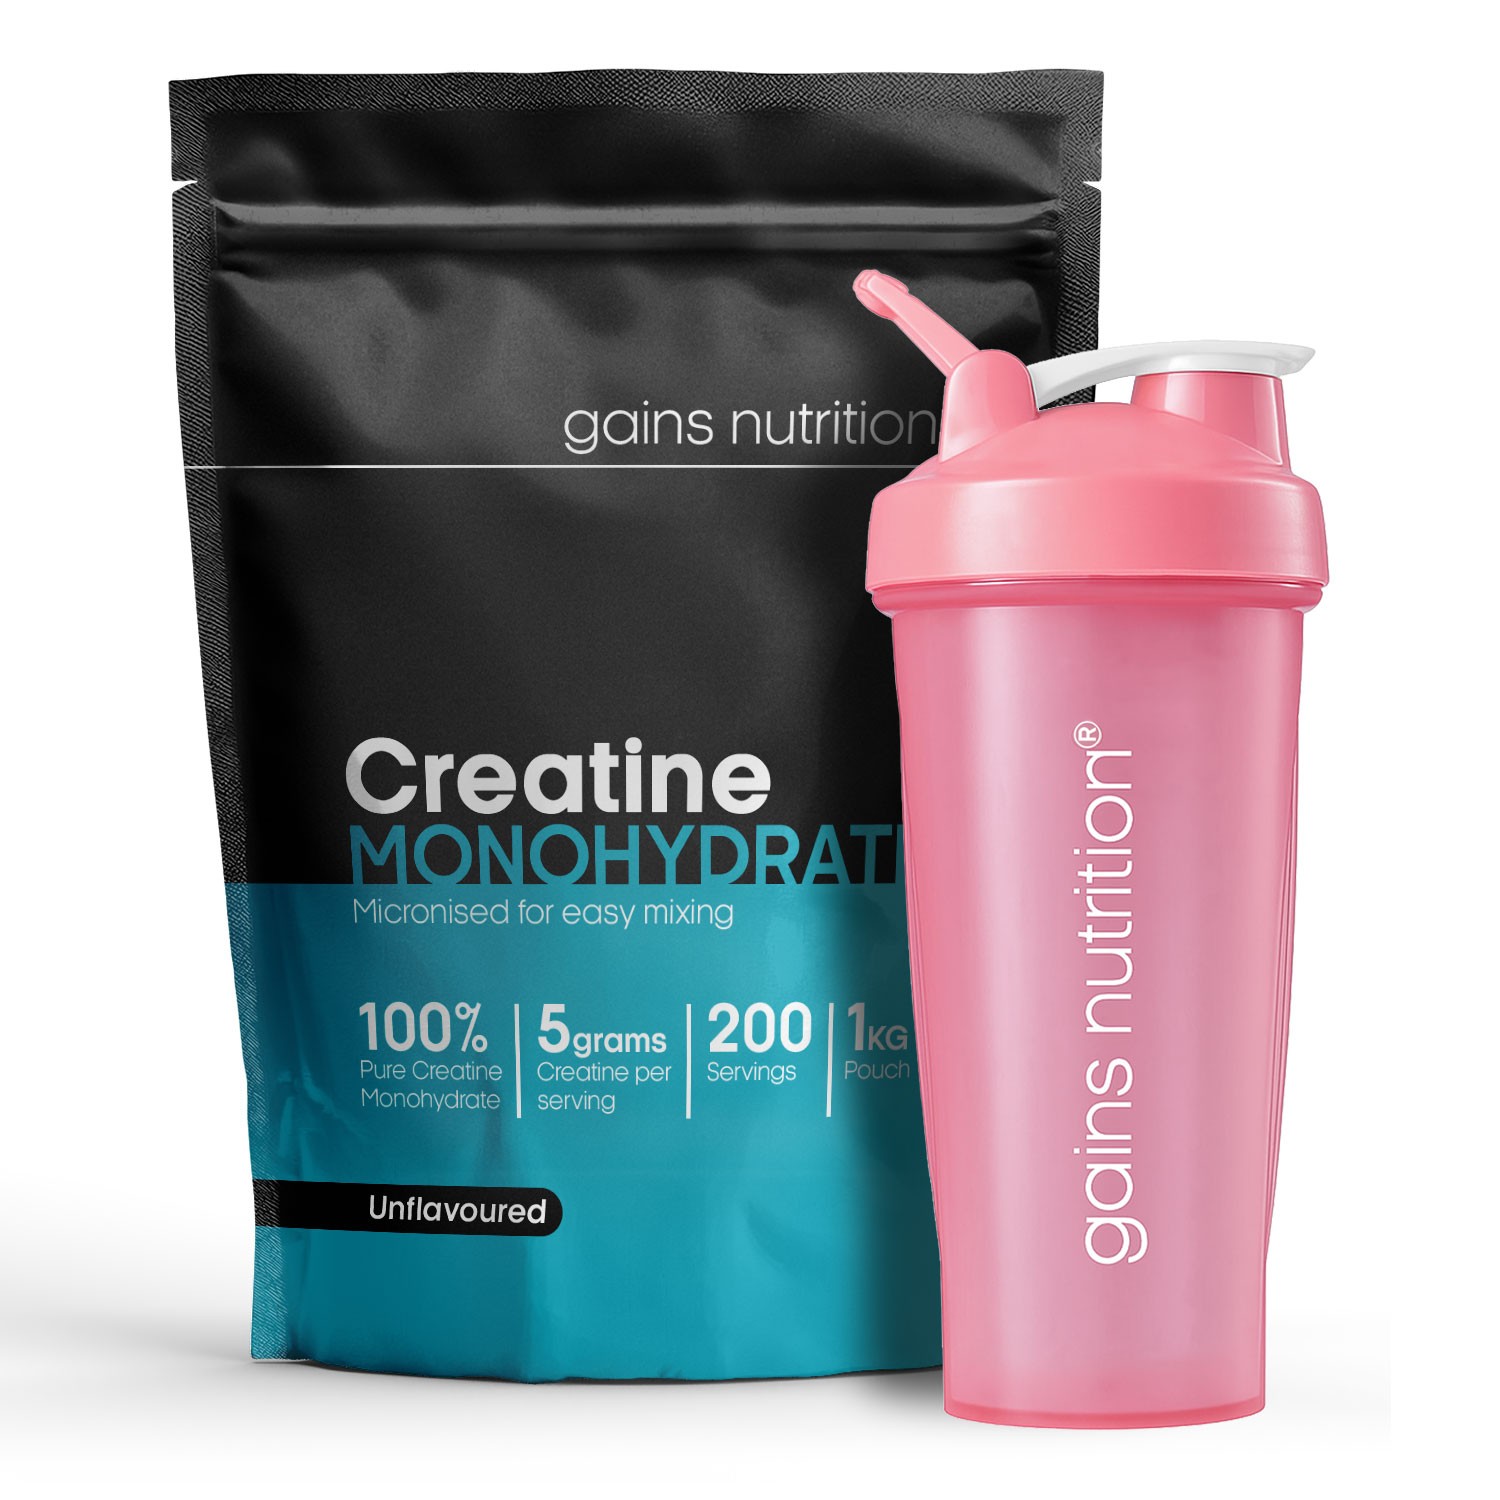 gains nutrition
Creatine
MONOHYDRAT
Micronised for easy mixing
100%
Pure Creatine
Monohydrate
5grams
Creatine per
serving
200
Servings
1KG
Pouch
Unflavoured
gains nutrition®